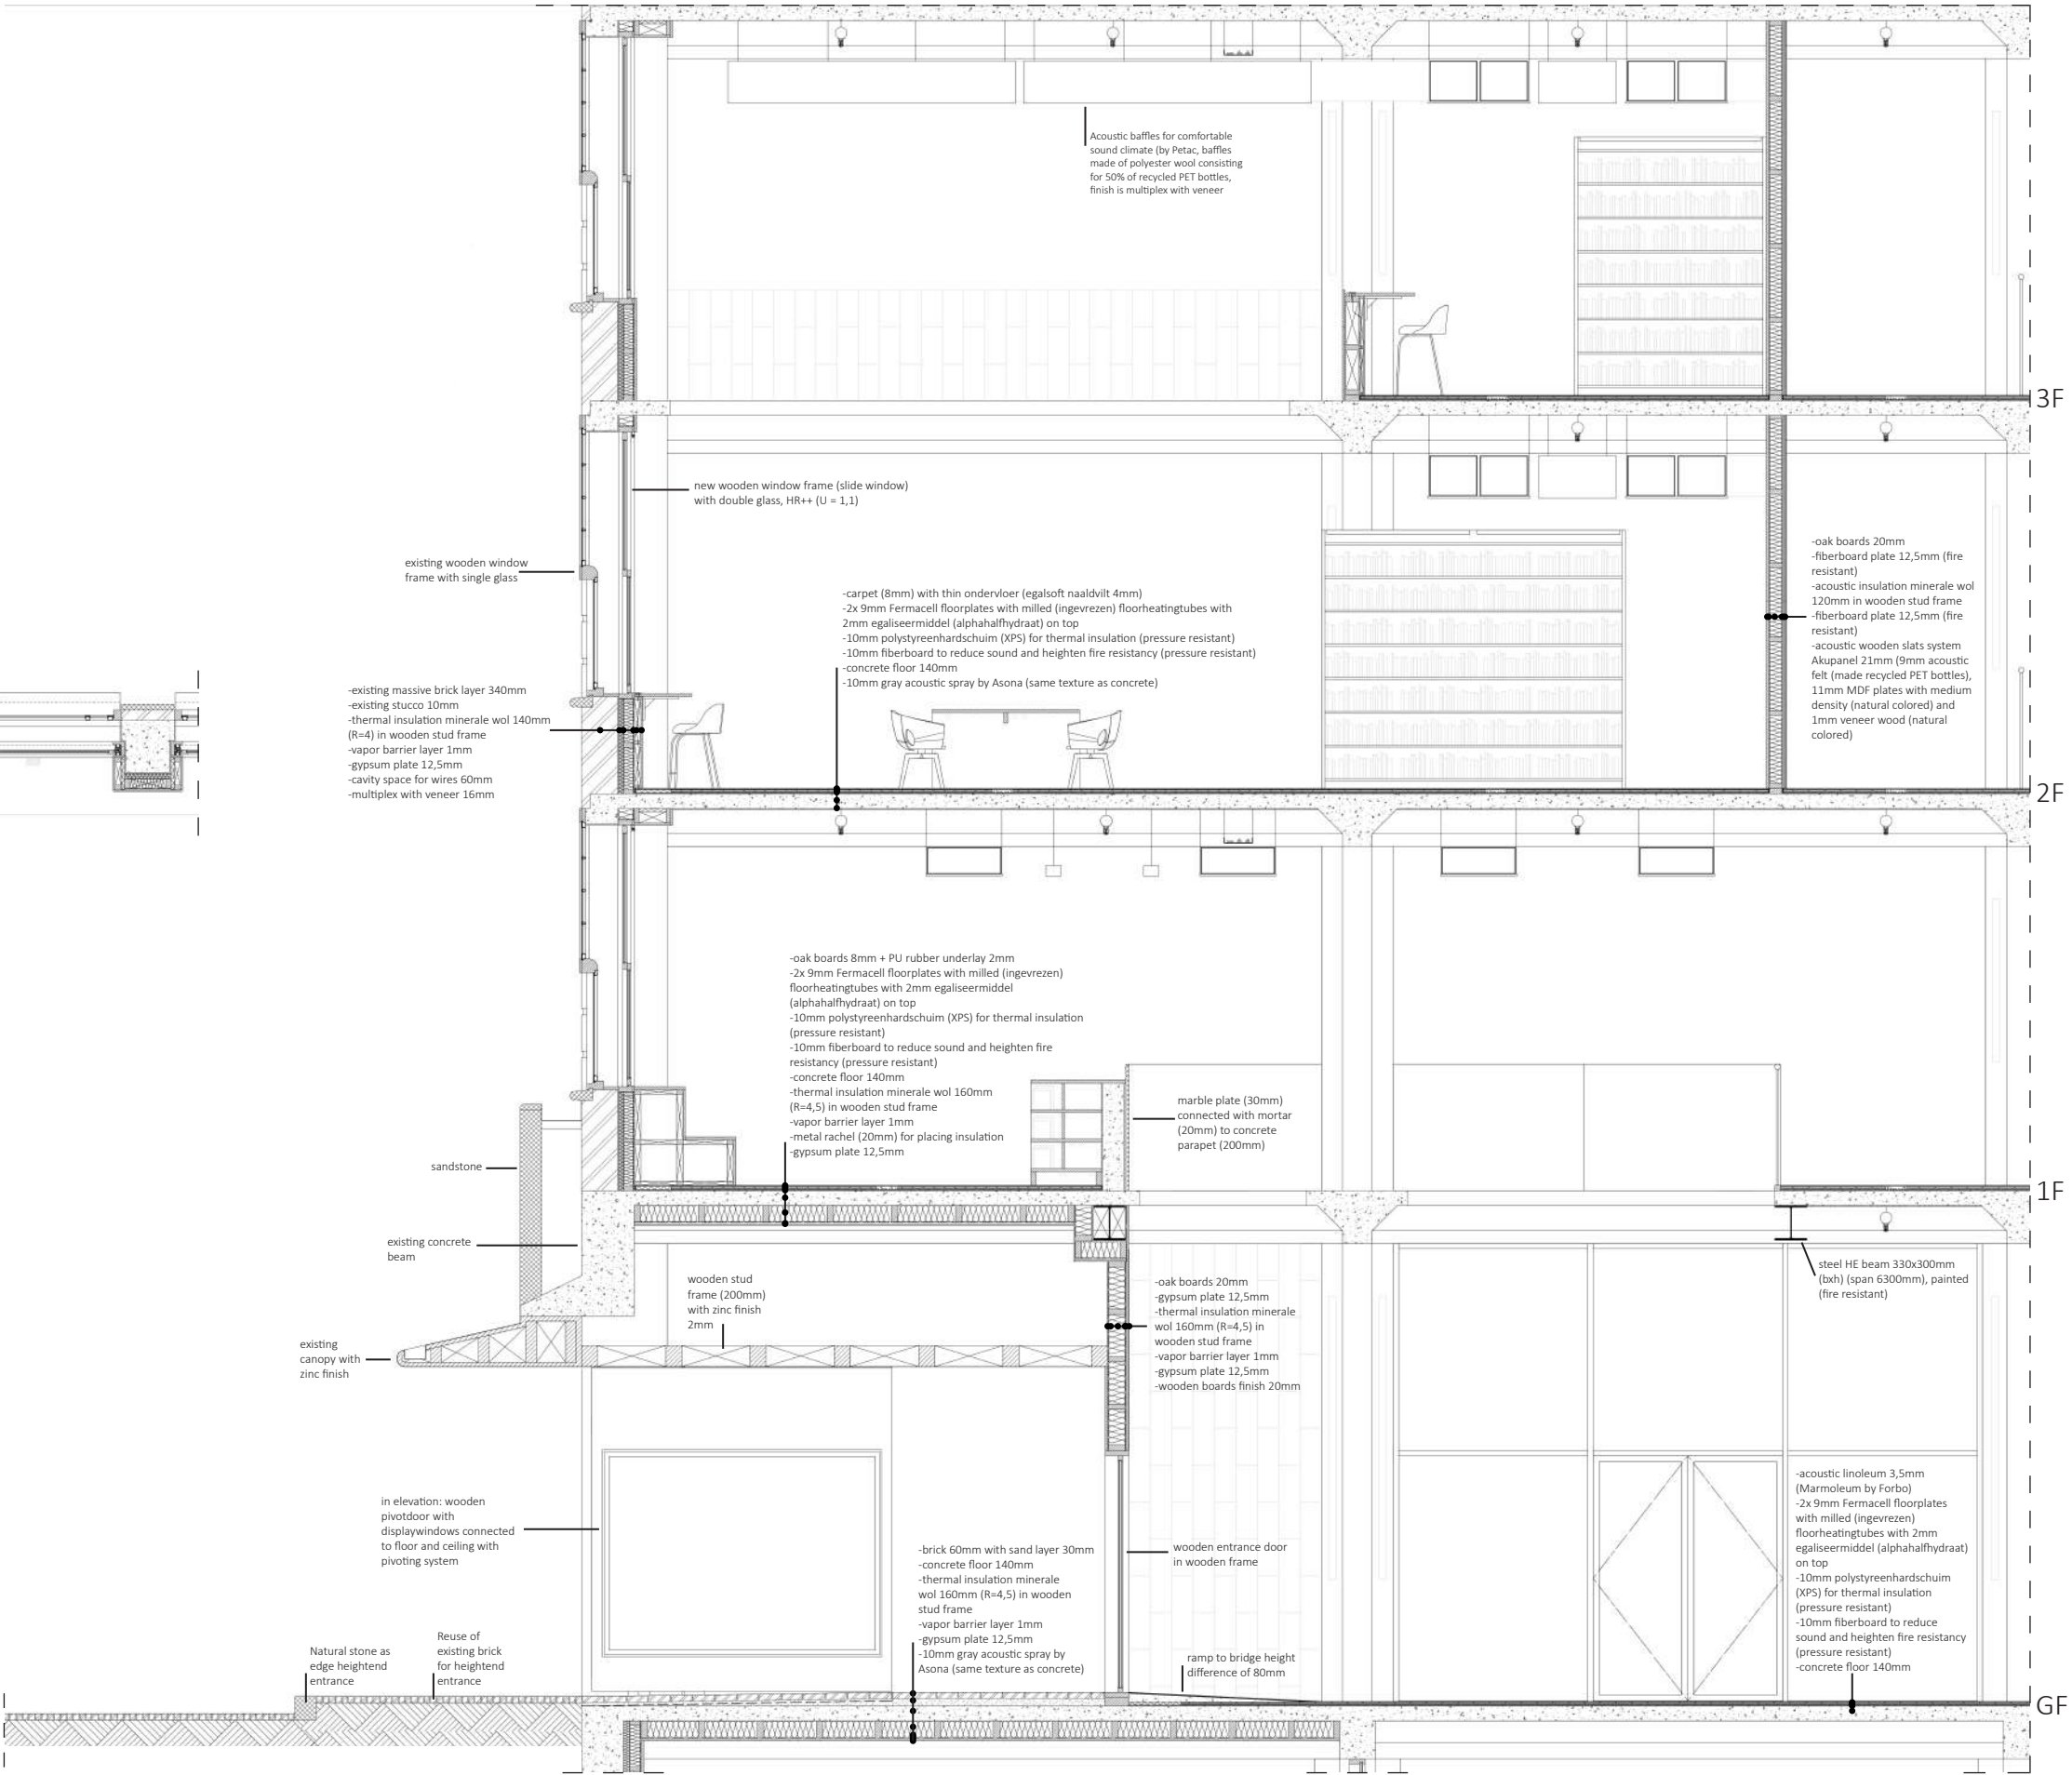 Acoustic baffles for comfortable
sound climate (by Petac, baffles
made of polyester wool consisting
for 50% of recycled PET bottles,
finish is multiplex with veneer
3F
new wooden window frame (slide window)
with double glass, HR++ (U = 1,1)
existing wooden window
frame with single glass
-oak boards 20mm
-fiberboard plate 12,5mm (fire
resistant)
-acoustic insulation minerale wol
120mm in wooden stud frame
-fiberboard plate 12,5mm (fire
resistant)
-acoustic wooden slats system
Akupanel 21mm (9mm acoustic
felt (made recycled PET bottles),
11mm MDF plates with medium
density (natural colored) and
1mm veneer wood (natural
colored)
-carpet (8mm) with thin ondervloer (egalsoft naaldvilt 4mm)
-2x 9mm Fermacell floorplates with milled (ingevrezen) floorheatingtubes with
2mm egaliseermiddel (alphahalfhydraat) on top
-10mm polystyreenhardschuim (XPS) for thermal insulation (pressure resistant)
-10mm fiberboard to reduce sound and heighten fire resistancy (pressure resistant)
-concrete floor 140mm
-10mm gray acoustic spray by Asona (same texture as concrete)
-existing massive brick layer 340mm
-existing stucco 10mm
-thermal insulation minerale wol 140mm
(R=4) in wooden stud frame
-vapor barrier layer 1mm
-gypsum plate 12,5mm
-cavity space for wires 60mm
-multiplex with veneer 16mm
2F
-oak boards 8mm + PU rubber underlay 2mm
-2x 9mm Fermacell floorplates with milled (ingevrezen)
floorheatingtubes with 2mm egaliseermiddel
(alphahalfhydraat) on top
-10mm polystyreenhardschuim (XPS) for thermal insulation
(pressure resistant)
-10mm fiberboard to reduce sound and heighten fire
resistancy (pressure resistant)
-concrete floor 140mm
-thermal insulation minerale wol 160mm
(R=4,5) in wooden stud frame
-vapor barrier layer 1mm
-metal rachel (20mm) for placing insulation
-gypsum plate 12,5mm
marble plate (30mm)
connected with mortar
(20mm) to concrete
parapet (200mm)
sandstone
1F
existing concrete
beam
wooden stud
frame (200mm)
with zinc finish
2mm
-oak boards 20mm
-gypsum plate 12,5mm
-thermal insulation minerale
wol 160mm (R=4,5) in
wooden stud frame
-vapor barrier layer 1mm
-gypsum plate 12,5mm
-wooden boards finish 20mm
steel HE beam 330x300mm
(bxh) (span 6300mm), painted
(fire resistant)
existing
canopy with
zinc finish
in elevation: wooden
pivotdoor with
displaywindows connected
to floor and ceiling with
pivoting system
-brick 60mm with sand layer 30mm
-concrete floor 140mm
-thermal insulation minerale
wol 160mm (R=4,5) in wooden
stud frame
-vapor barrier layer 1mm
-gypsum plate 12,5mm
-10mm gray acoustic spray by
Asona (same texture as concrete)
wooden entrance door
in wooden frame
-acoustic linoleum 3,5mm
(Marmoleum by Forbo)
-2x 9mm Fermacell floorplates
with milled (ingevrezen)
floorheatingtubes with 2mm
egaliseermiddel (alphahalfhydraat)
on top
-10mm polystyreenhardschuim
(XPS) for thermal insulation
(pressure resistant)
-10mm fiberboard to reduce
sound and heighten fire resistancy
(pressure resistant)
-concrete floor 140mm
Natural stone as
edge heightend
entrance
Reuse of
existing brick
for heightend
entrance
ramp to bridge height
difference of 80mm
GF